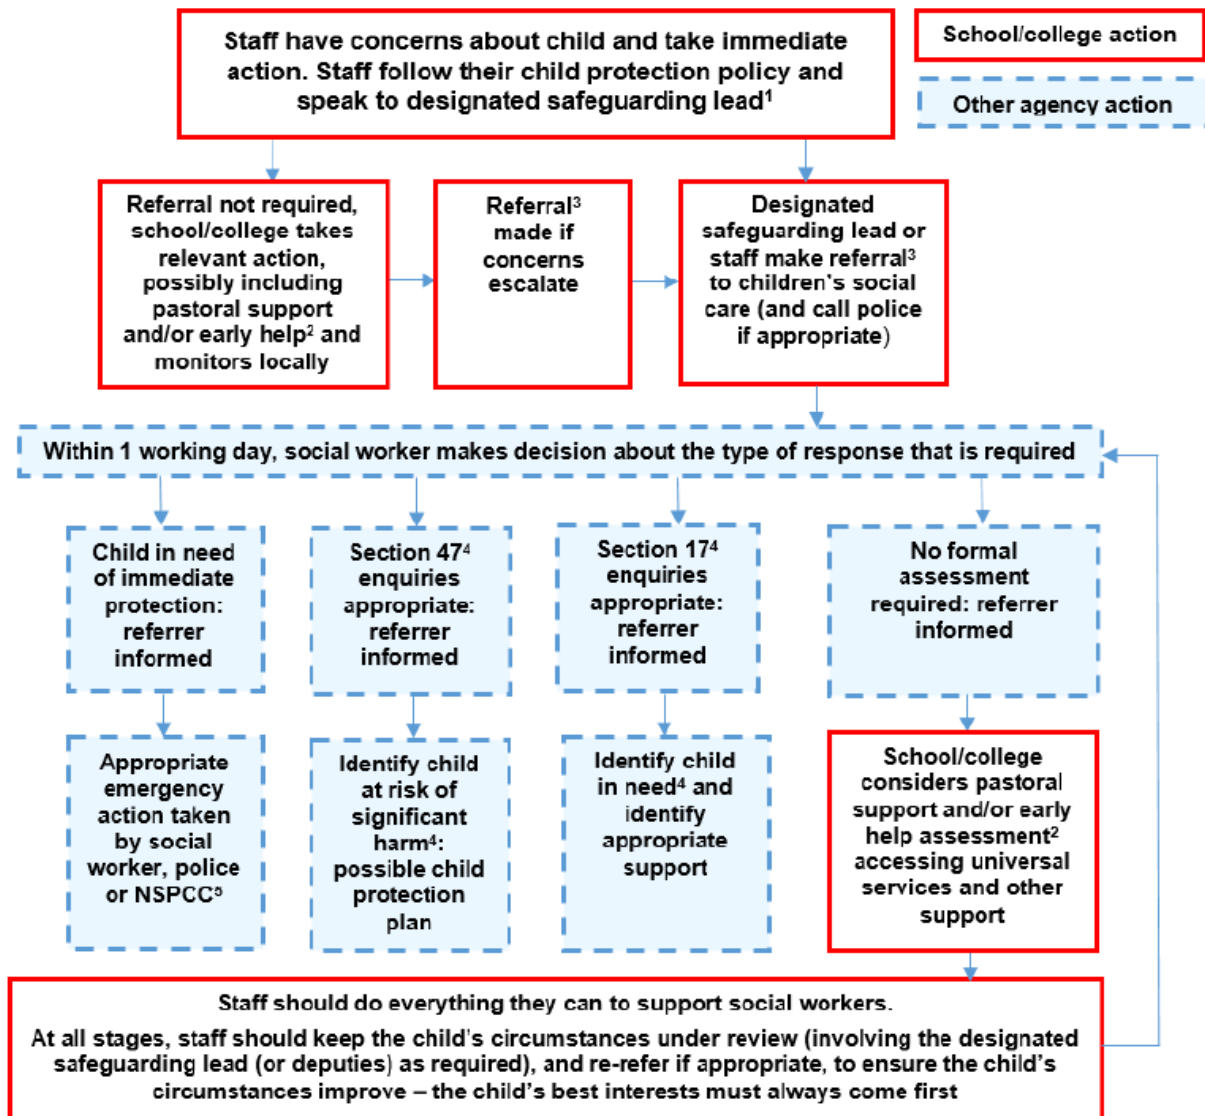 Staff have concerns about child and take immediate
action. Staff follow their child protection policy and
speak to designated safeguarding lead¹
School/college action
Other agency action
Referral not required,
school/college takes
relevant action,
possibly including
pastoral support
and/or early help² and
monitors locally
Referral³
made if
concerns
escalate
Designated
safeguarding lead or
staff make referral³
to children's social
care (and call police
if appropriate)
Within 1 working day, social worker makes decision about the type of response that is required
Child in need
of immediate
protection:
referrer
informed
Section 47⁴
enquiries
appropriate:
referrer
informed
Section 17⁴
enquiries
appropriate:
referrer
informed
No formal
assessment
required: referrer
informed
Appropriate
emergency
action taken
by social
worker, police
or NSPCC⁵
Identify child
at risk of
significant
harm⁴:
possible child
protection
plan
Identify child
in need⁴ and
identify
appropriate
support
School/college
considers pastoral
support and/or early
help assessment²
accessing universal
services and other
support
Staff should do everything they can to support social workers.
At all stages, staff should keep the child's circumstances under review (involving the designated
safeguarding lead (or deputies) as required), and re-refer if appropriate, to ensure the child's
circumstances improve – the child's best interests must always come first